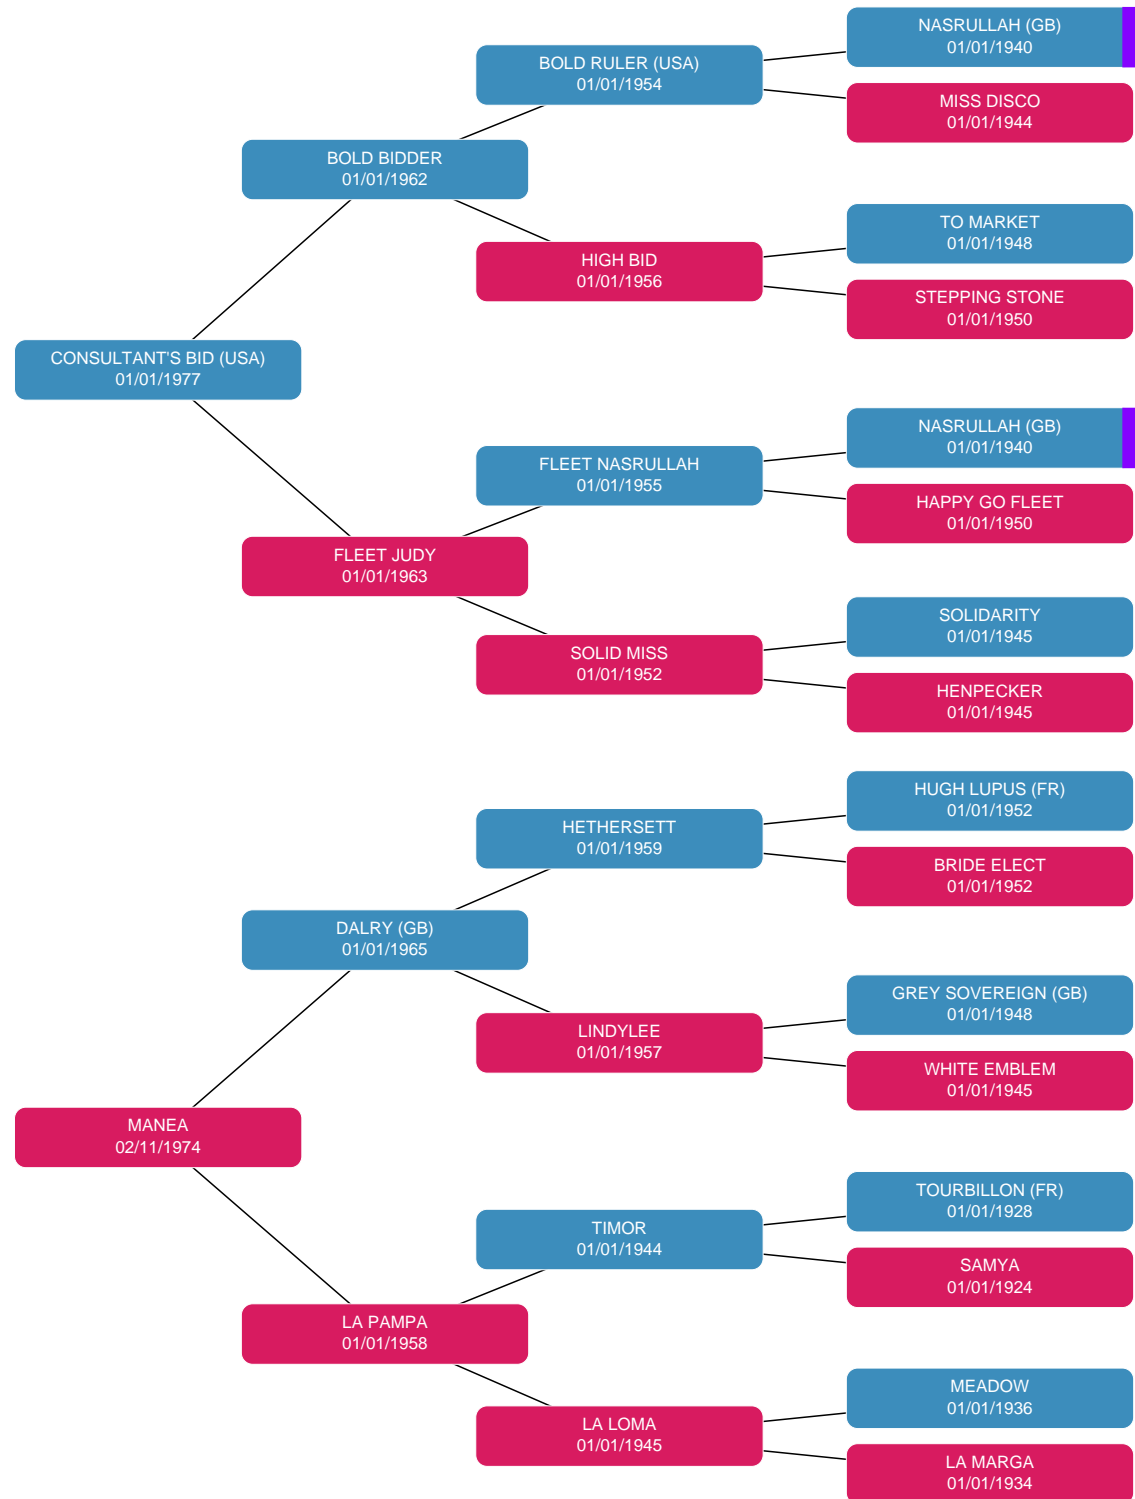 NASRULLAH (GB)
01/01/1940
BOLD RULER (USA)
01/01/1954
MISS DISCO
01/01/1944
BOLD BIDDER
01/01/1962
TO MARKET
01/01/1948
HIGH BID
01/01/1956
STEPPING STONE
01/01/1950
CONSULTANT'S BID (USA)
01/01/1977
NASRULLAH (GB)
01/01/1940
FLEET NASRULLAH
01/01/1955
HAPPY GO FLEET
01/01/1950
FLEET JUDY
01/01/1963
SOLIDARITY
01/01/1945
SOLID MISS
01/01/1952
HENPECKER
01/01/1945
HUGH LUPUS (FR)
01/01/1952
HETHERSETT
01/01/1959
BRIDE ELECT
01/01/1952
DALRY (GB)
01/01/1965
GREY SOVEREIGN (GB)
01/01/1948
LINDYLEE
01/01/1957
WHITE EMBLEM
01/01/1945
MANEA
02/11/1974
TOURBILLON (FR)
01/01/1928
TIMOR
01/01/1944
SAMYA
01/01/1924
LA PAMPA
01/01/1958
MEADOW
01/01/1936
LA LOMA
01/01/1945
LA MARGA
01/01/1934